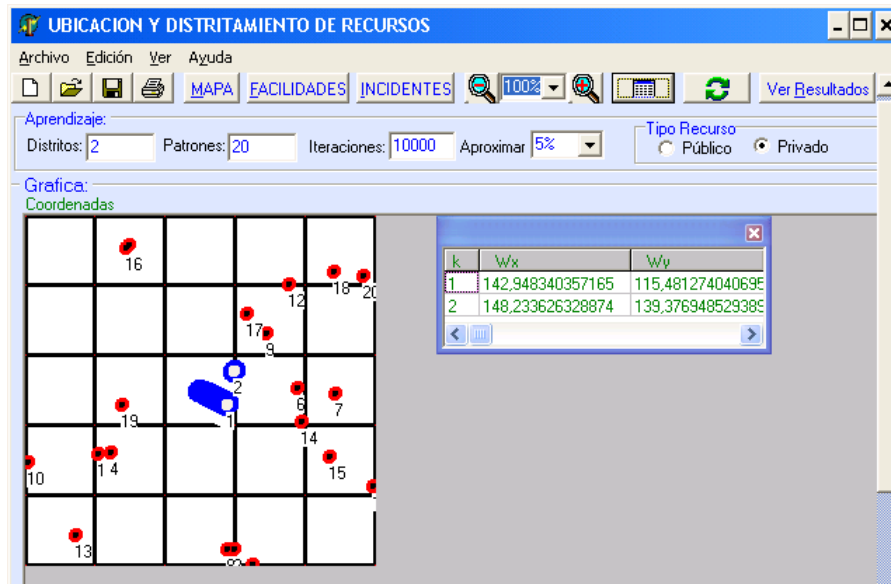 UBICACION Y DISTRITAMIENTO DE RECURSOS
Archivo Edición Ver Ayuda
MAPA FACILIDADES INCIDENTES 100% Ver Resultados
Aprendizaje:
Distritos: 2 Patrones: 20 Iteraciones: 10000 Aproximar 5% Tipo Recurso
Público Privado
Grafica:
Coordenadas
k Wx Wy
1 142,948340357165 115,481274040695
2 148,233626328874 139,376948529389
16
12 18 20
17
9
2
6 7
19 1
14
1 4
15
10
13